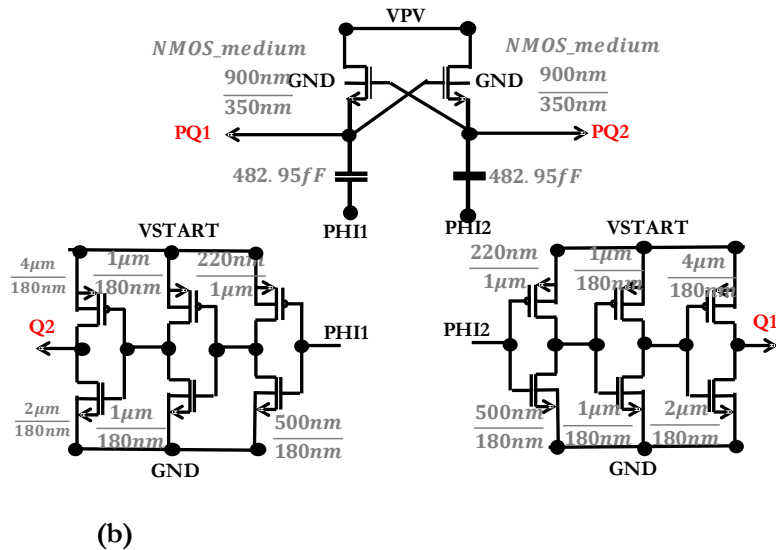 VPV
NMOS_medium NMOS_medium
900nm 900nm
GND GND
350nm 350nm
PQ1 PQ2
482.95fF 482.95fF
PHI1 PHI2
VSTART VSTART
4μm 1μm 220nm 220nm 1μm 4μm
180nm 180nm 1μm 1μm 180nm 180nm
Q2 PHI1 PHI2 Q1
2μm 1μm 500nm 500nm 1μm 2μm
180nm 180nm 180nm 180nm 180nm 180nm
GND GND
(b)